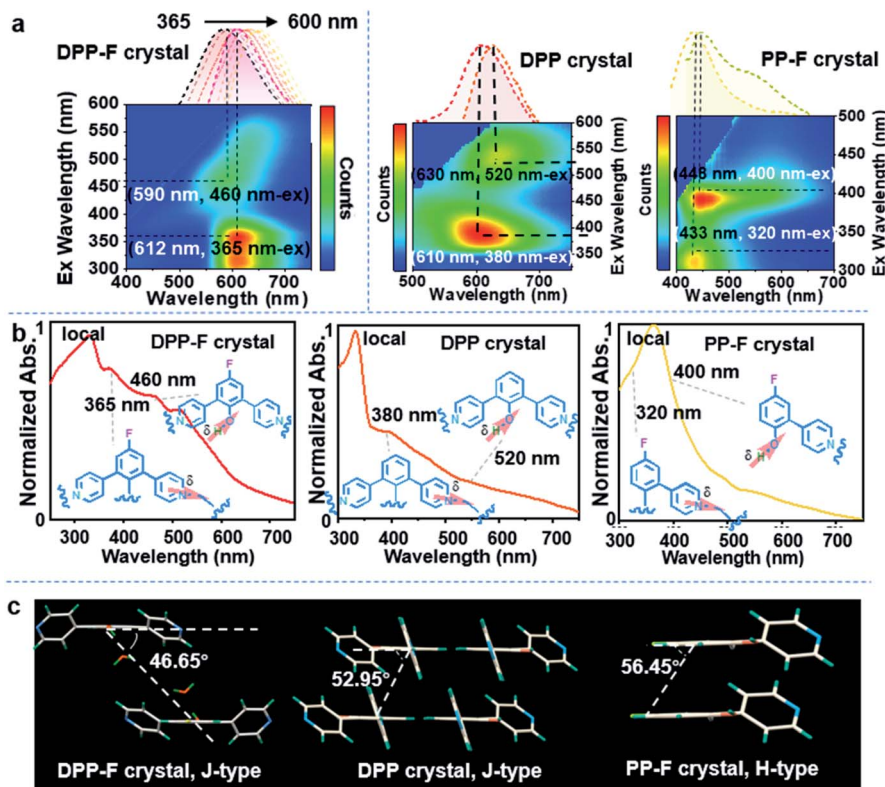 a
365
600 nm
DPP-F crystal
DPP crystal
PP-F crystal
Ex Wavelength (nm)
600
550
500
450
400
350
300
(590 nm, 460 nm-ex)
(612 nm, 365 nm-ex)
Counts
400 500 600 700
Wavelength (nm)
Counts
(630 nm, 520 nm-ex)
(610 nm, 380 nm-ex)
600
550
500
450
400
350
Ex Wavelength (nm)
500 600 700
Wavelength (nm)
Counts
(448 nm, 400 nm-ex)
(433 nm, 320 nm-ex)
500
450
400
350
300
Ex Wavelength (nm)
400 500 600 700
Wavelength (nm)
b
Normalized Abs.
1
0
local
DPP-F crystal
460 nm
365 nm
F
N
N
δ
H
O
F
N
N
δ
300 400 500 600 700
Wavelength (nm)
Normalized Abs.
1
0
local
DPP crystal
380 nm
520 nm
N
N
δ
H
O
N
N
δ
300 400 500 600 700
Wavelength (nm)
Normalized Abs.
1
0
local
PP-F crystal
400 nm
320 nm
F
N
δ
H
O
F
N
δ
300 400 500 600 700
Wavelength (nm)
c
46.65°
DPP-F crystal, J-type
52.95°
DPP crystal, J-type
56.45°
PP-F crystal, H-type